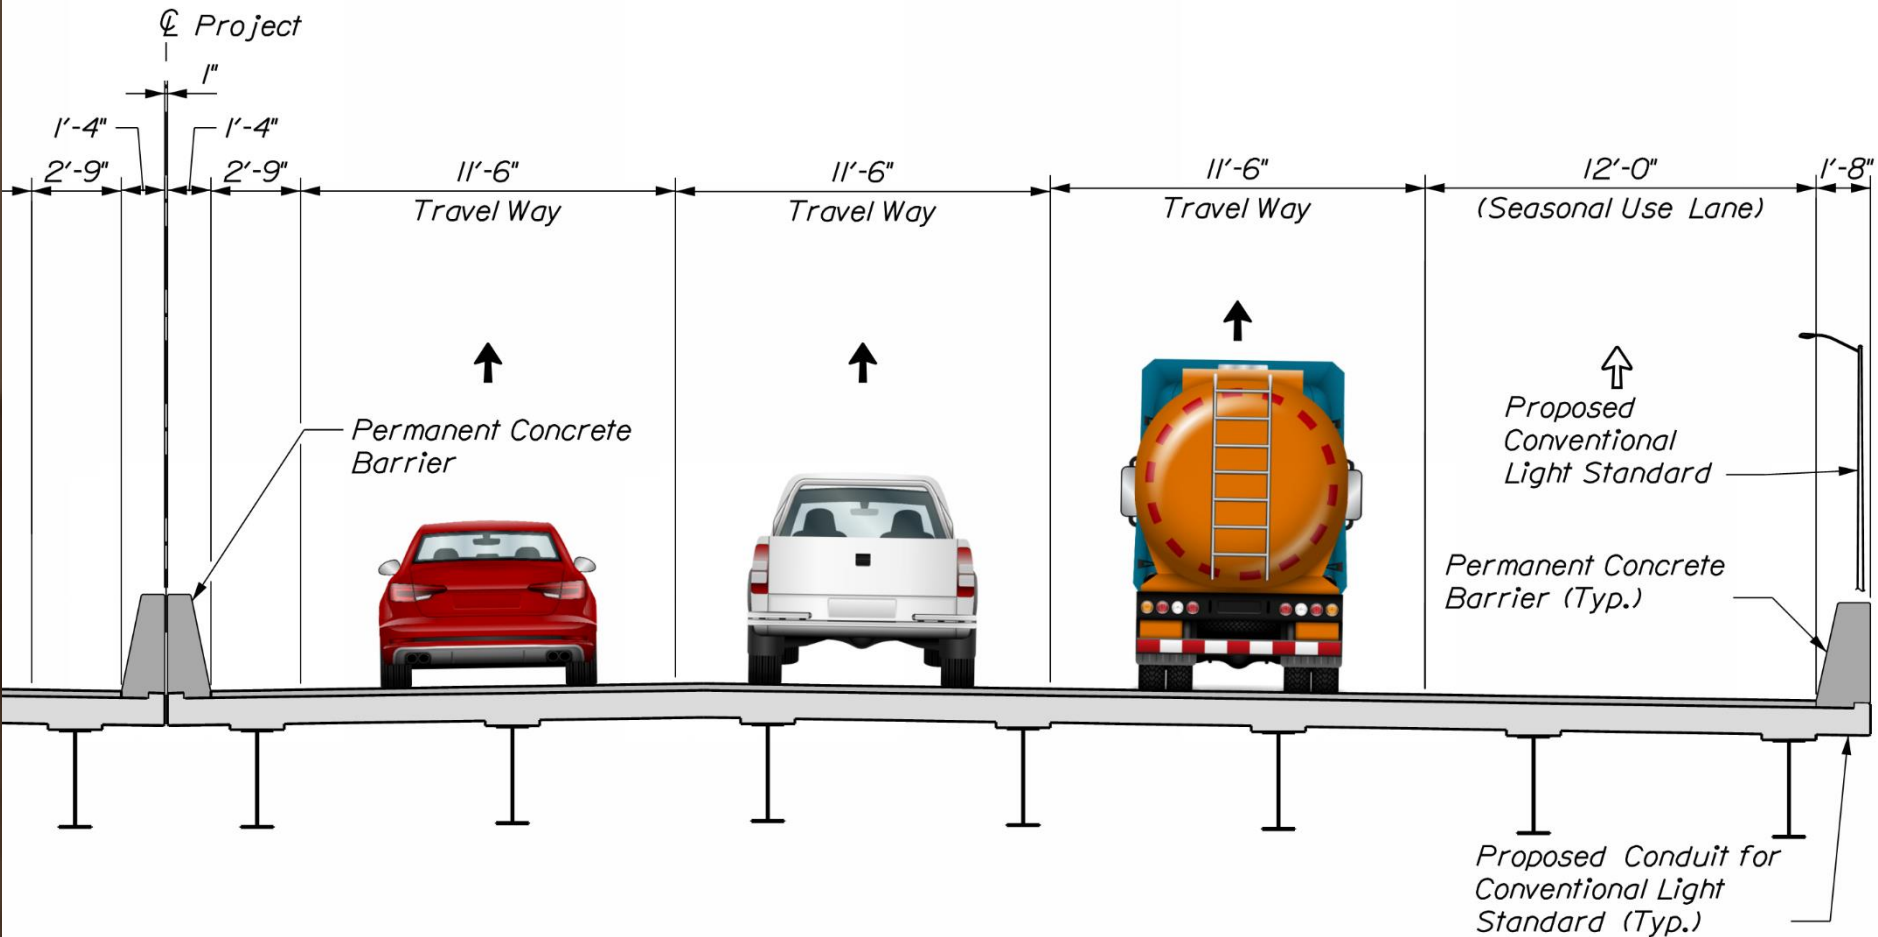 ℄ Project
1"
1'-4"
1'-4"
2'-9"
2'-9"
11'-6"
Travel Way
11'-6"
Travel Way
11'-6"
Travel Way
12'-0"
(Seasonal Use Lane)
1'-8"
Permanent Concrete
Barrier
Proposed
Conventional
Light Standard
Permanent Concrete
Barrier (Typ.)
Proposed Conduit for
Conventional Light
Standard (Typ.)